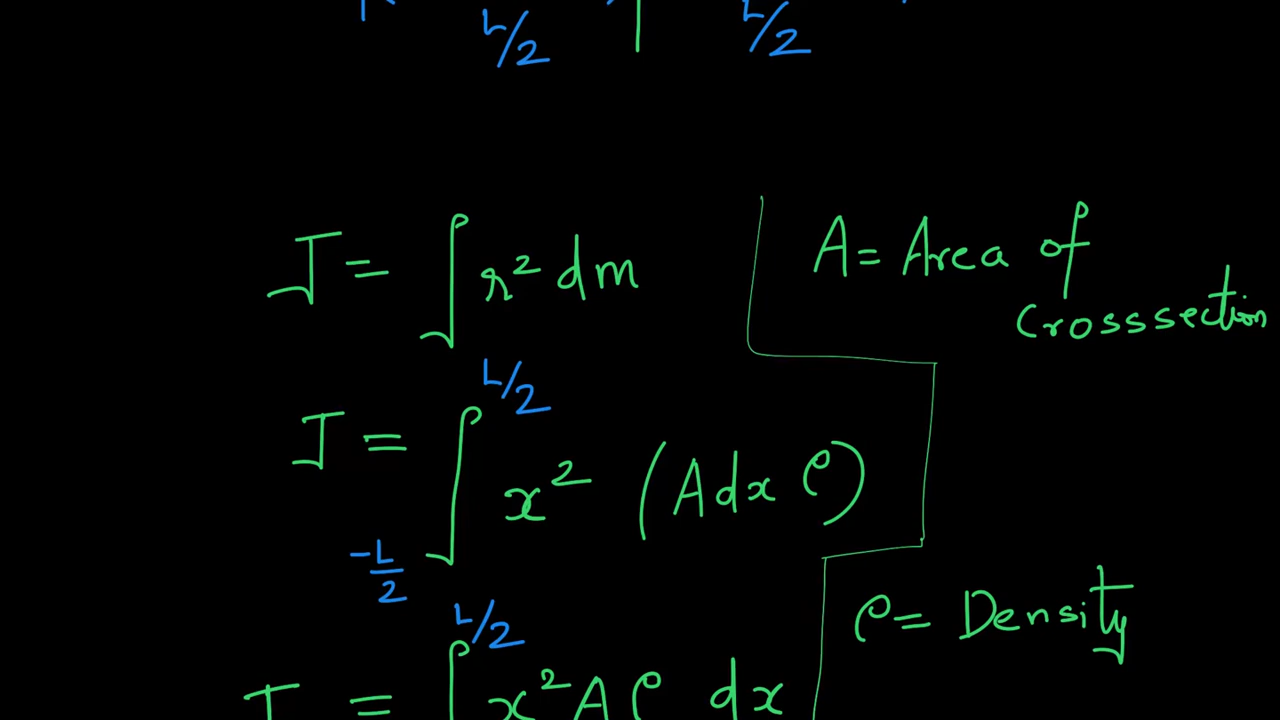 L/2 L/2
J = ∫ r² dm
A = Area of
Crosssection
J = ∫_{-L/2}^{L/2} x² (A dx ρ)
ρ = Density
J = ∫^{L/2} x² A ρ dx